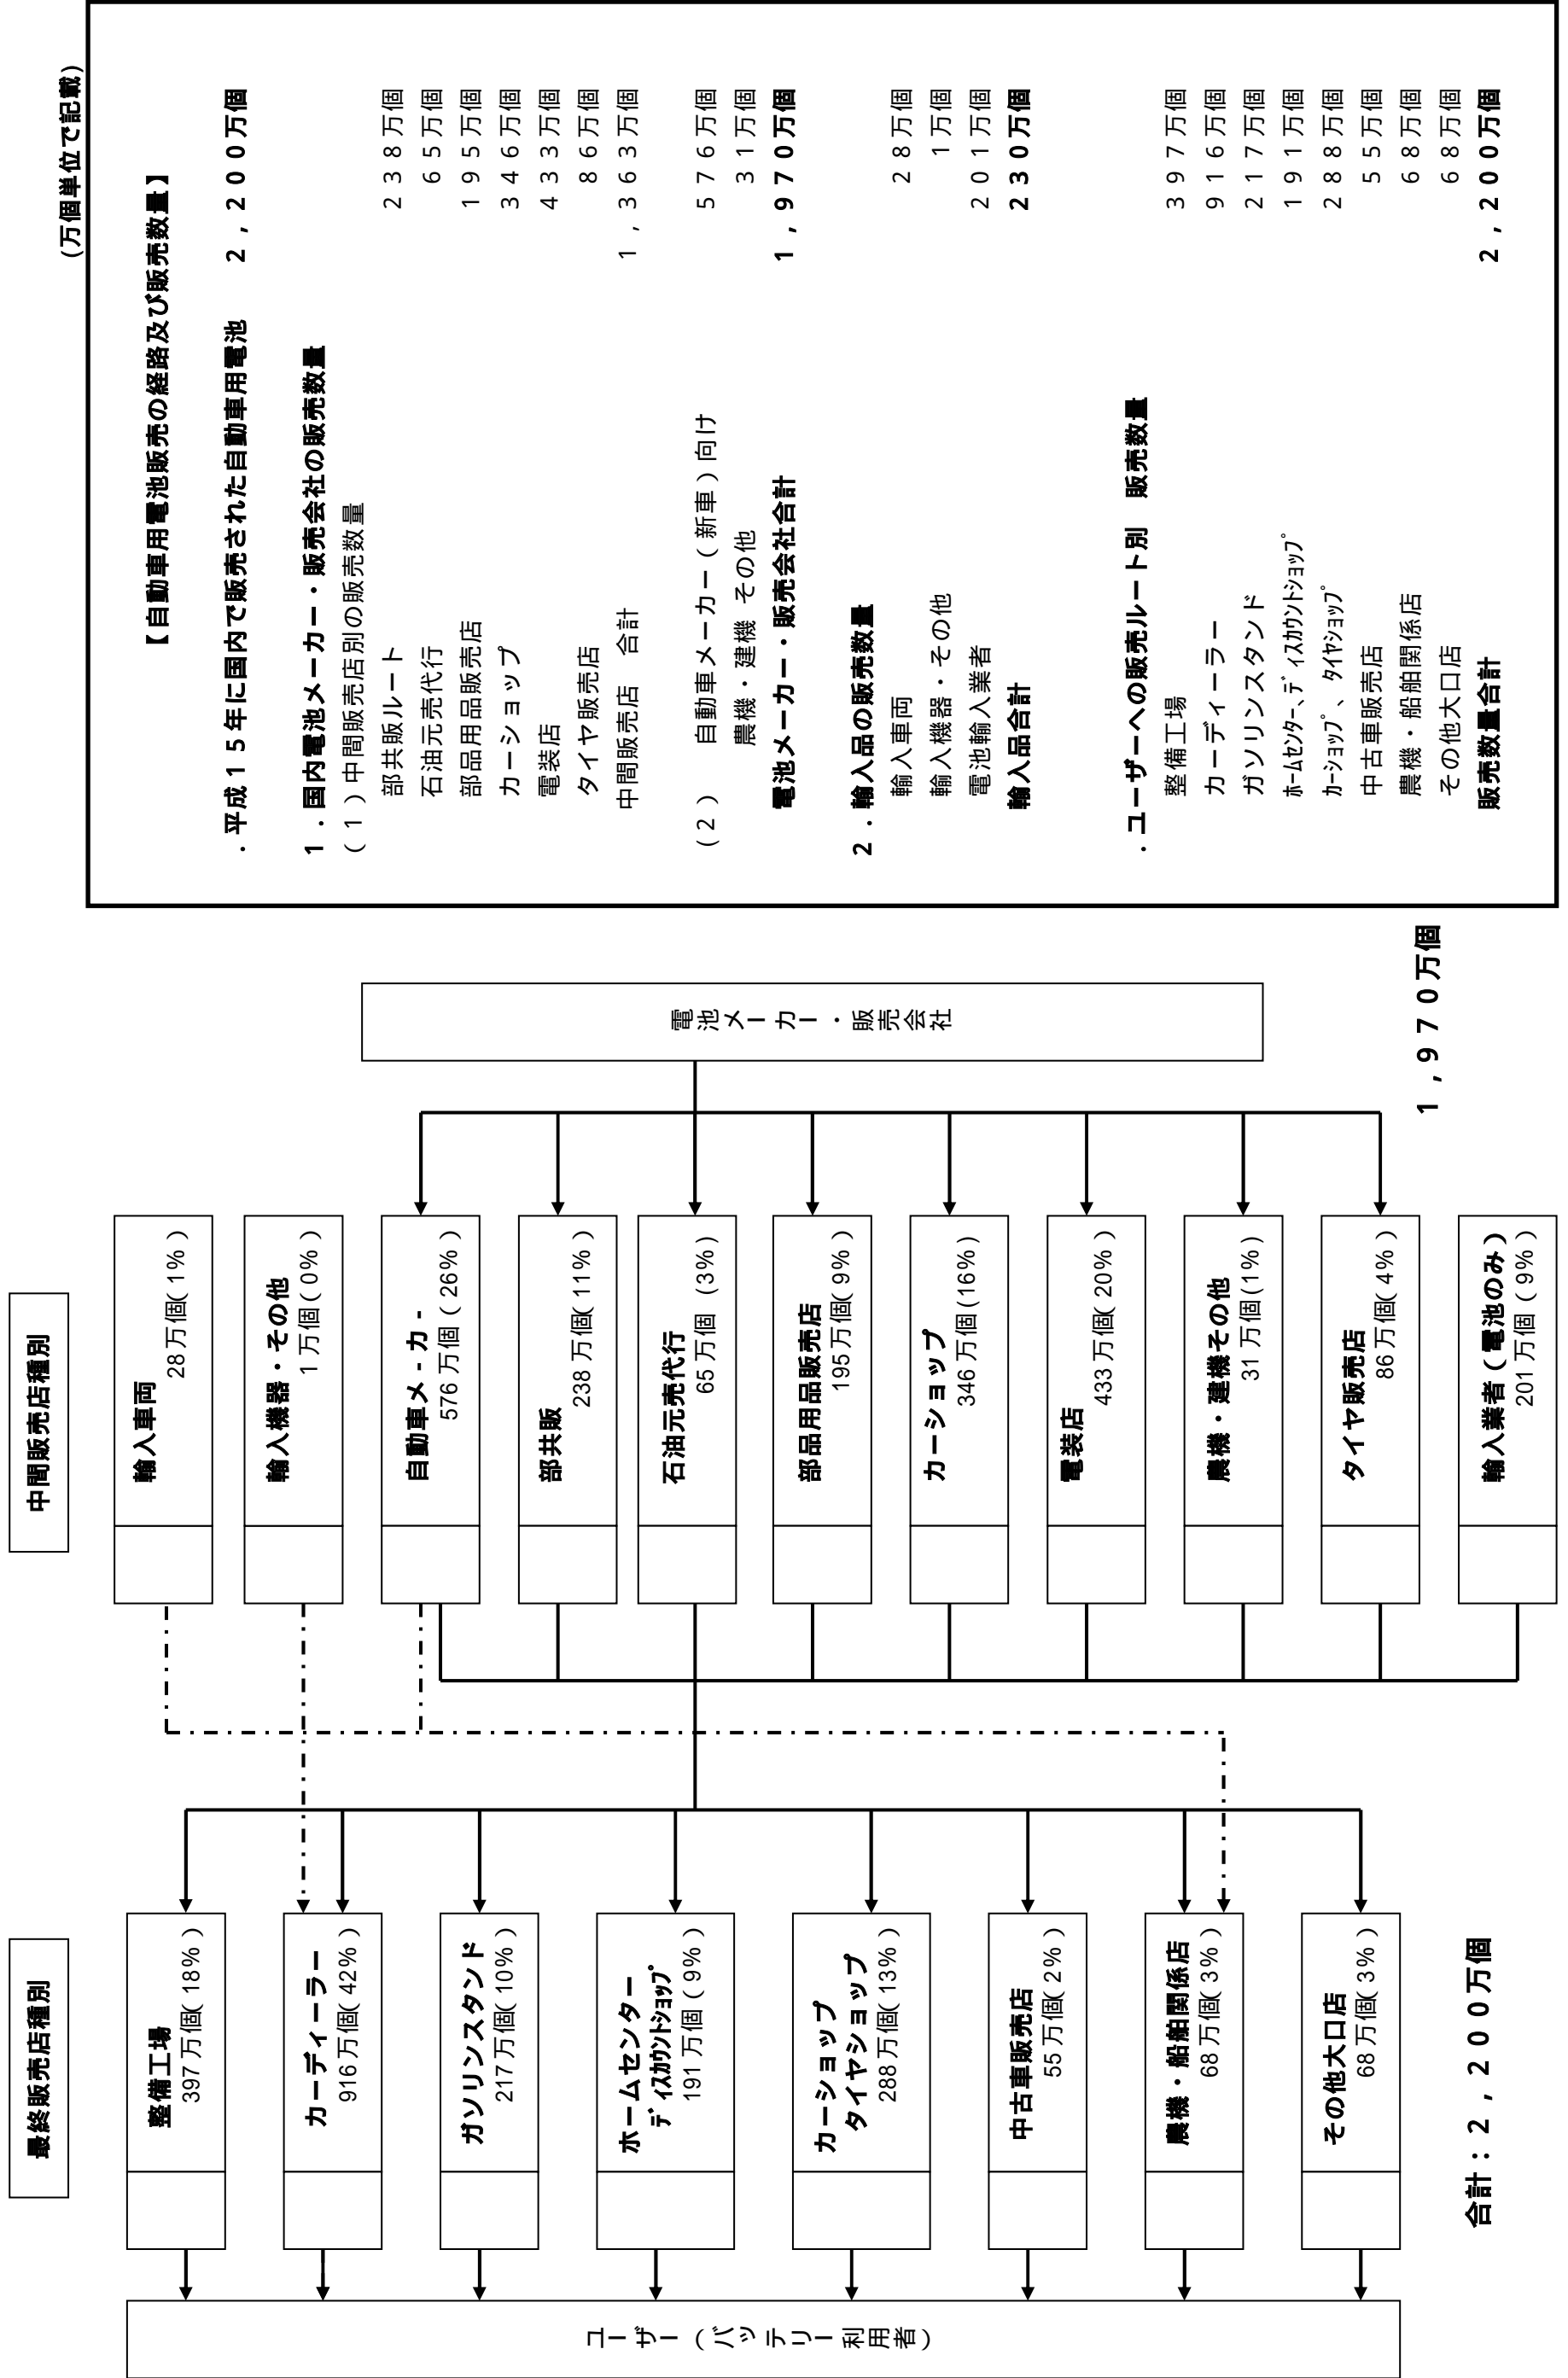 (万個単位で記載)
【自動車用電池販売の経路及び販売数量】
．平成１５年に国内で販売された自動車用電池　２，２００万個
１．国内電池メーカー・販売会社の販売数量
（１）中間販売店別の販売数量
部共販ルート　２３８万個
石油元売代行　６５万個
部品用品販売店　１９５万個
カーショップ　３４６万個
電装店　４３３万個
タイヤ販売店　８６万個
中間販売店　合計　１，３６３万個
（２）　自動車メーカー（新車）向け　５７６万個
農機・建機 その他　３１万個
電池メーカー・販売会社合計　１，９７０万個
２．輸入品の販売数量
輸入車両　２８万個
輸入機器・その他　１万個
電池輸入業者　２０１万個
輸入品合計　２３０万個
．ユーザーへの販売ルート別　販売数量
整備工場　３９７万個
カーディーラー　９１６万個
ガソリンスタンド　２１７万個
ﾎｰﾑｾﾝﾀｰ、ﾃﾞｨｽｶｳﾝﾄｼｮｯﾌﾟ　１９１万個
ｶｰｼｮｯﾌﾟ、ﾀｲﾔｼｮｯﾌﾟ　２８８万個
中古車販売店　５５万個
農機・船舶関係店　６８万個
その他大口店　６８万個
販売数量合計　２，２００万個
電池メーカー・販売会社
１，９７０万個
中間販売店種別
輸入車両
28万個(1%)
輸入機器・その他
1万個(0%)
自動車メ-カ-
576万個(26%)
部共販
238万個(11%)
石油元売代行
65万個 (3%)
部品用品販売店
195万個(9%)
カーショップ
346万個(16%)
電装店
433万個(20%)
農機・建機その他
31万個(1%)
タイヤ販売店
86万個(4%)
輸入業者（電池のみ）
201万個(9%)
最終販売店種別
整備工場
397万個(18%)
カーディーラー
916万個(42%)
ガソリンスタンド
217万個(10%)
ホームセンター
ﾃﾞｨｽｶｳﾝﾄｼｮｯﾌﾟ
191万個(9%)
カーショップ
タイヤショップ
288万個(13%)
中古車販売店
55万個(2%)
農機・船舶関係店
68万個(3%)
その他大口店
68万個(3%)
合計：２，２００万個
ユーザー（バッテリー利用者）